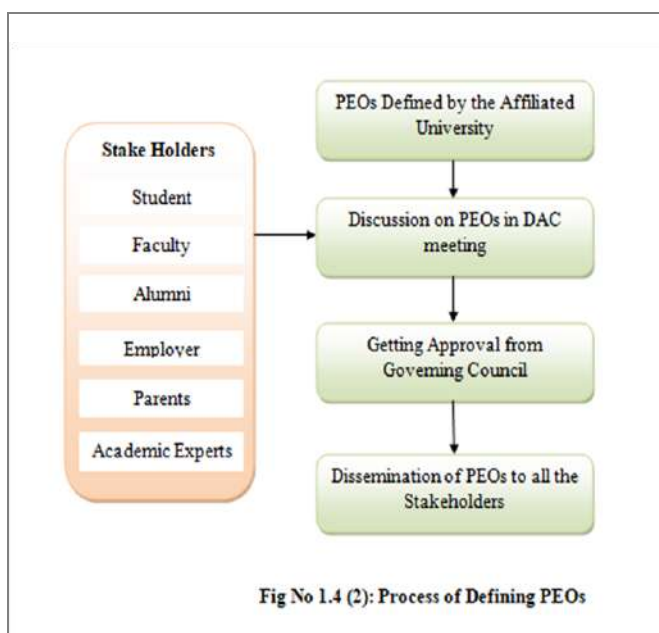 Stake Holders
Student
Faculty
Alumni
Employer
Parents
Academic Experts
PEOs Defined by the Affiliated
University
Discussion on PEOs in DAC
meeting
Getting Approval from
Governing Council
Dissemination of PEOs to all the
Stakeholders
Fig No 1.4 (2): Process of Defining PEOs